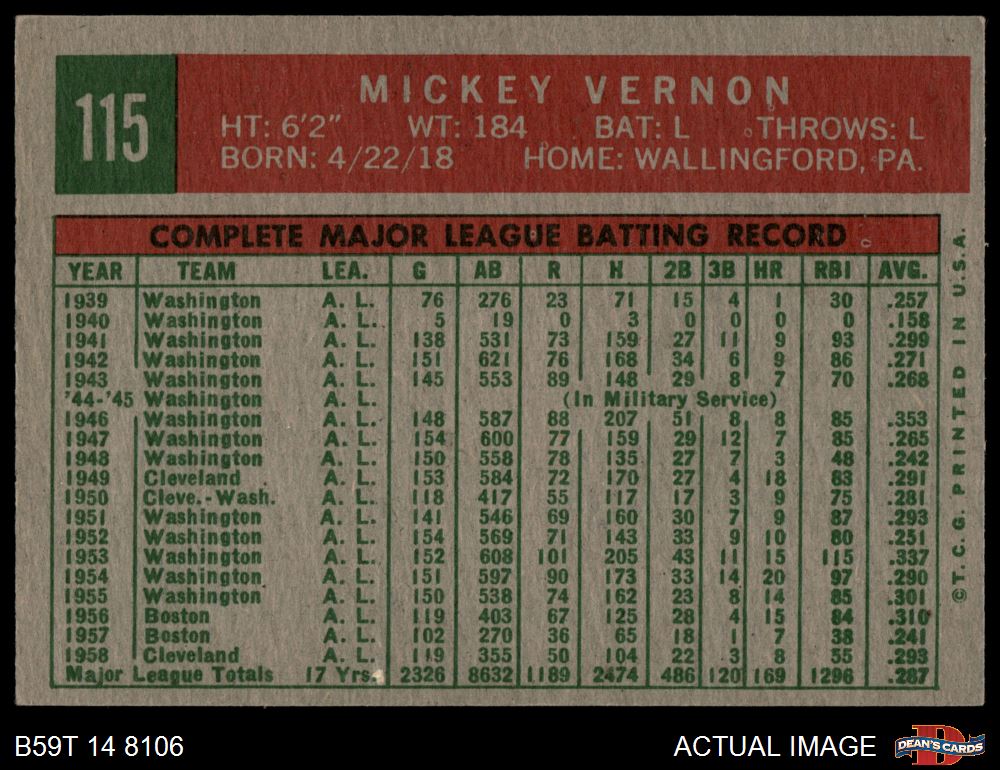 115
MICKEY VERNON
HT: 6'2" WT: 184 BAT: L THROWS: L
BORN: 4/22/18 HOME: WALLINGFORD, PA.
COMPLETE MAJOR LEAGUE BATTING RECORD
YEAR TEAM LEA. G AB R H 2B 3B HR RBI AVG.
1939 Washington A. L. 76 276 23 71 15 4 1 30 .257
1940 Washington A. L. 5 19 0 3 0 0 0 0 .158
1941 Washington A. L. 138 531 73 159 27 11 9 93 .299
1942 Washington A. L. 151 621 76 168 34 6 9 86 .271
1943 Washington A. L. 145 553 89 148 29 8 7 70 .268
'44-'45 Washington A. L. (In Military Service)
1946 Washington A. L. 148 587 88 207 51 8 8 85 .353
1947 Washington A. L. 154 600 77 159 29 12 7 85 .265
1948 Washington A. L. 150 558 78 135 27 7 3 48 .242
1949 Cleveland A. L. 153 584 72 170 27 4 18 83 .291
1950 Cleve.-Wash. A. L. 118 417 55 117 17 3 9 75 .281
1951 Washington A. L. 141 546 69 160 30 7 9 87 .293
1952 Washington A. L. 154 569 71 143 33 9 10 80 .251
1953 Washington A. L. 152 608 101 205 43 11 15 115 .337
1954 Washington A. L. 151 597 90 173 33 14 20 97 .290
1955 Washington A. L. 150 538 74 162 23 8 14 85 .301
1956 Boston A. L. 119 403 67 125 28 4 15 84 .310
1957 Boston A. L. 102 270 36 65 18 1 7 38 .241
1958 Cleveland A. L. 119 355 50 104 22 3 8 55 .293
Major League Totals 17 Yrs. 2326 8632 1189 2474 486 120 169 1296 .287
© T. C. G. PRINTED IN U.S.A.
B59T 14 8106
ACTUAL IMAGE
DEAN'S CARDS